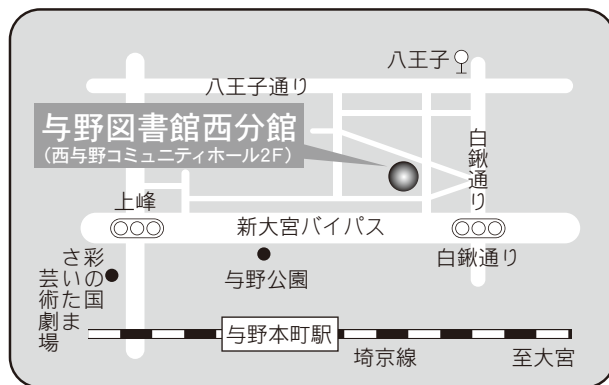 八王子
八王子通り
与野図書館西分館
(西与野コミュニティホール2F)
白鍬通り
上峰
新大宮バイパス
白鍬通り
与野公園
彩の国
さいたま
芸術劇場
与野本町駅
埼京線
至大宮